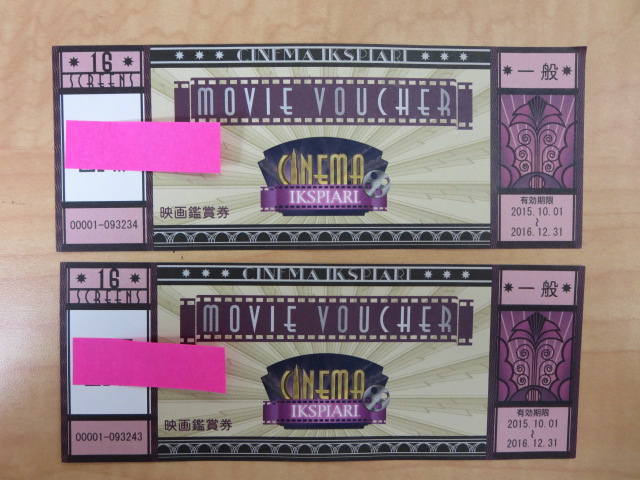 16
SCREENS
00001-093234
CINEMA IKSPIARI
MOVIE VOUCHER
CINEMA
IKSPIARI
映画鑑賞券
一般
有効期限
2015.10.01
~
2016.12.31
16
SCREENS
00001-093243
CINEMA IKSPIARI
MOVIE VOUCHER
CINEMA
IKSPIARI
映画鑑賞券
一般
有効期限
2015.10.01
~
2016.12.31